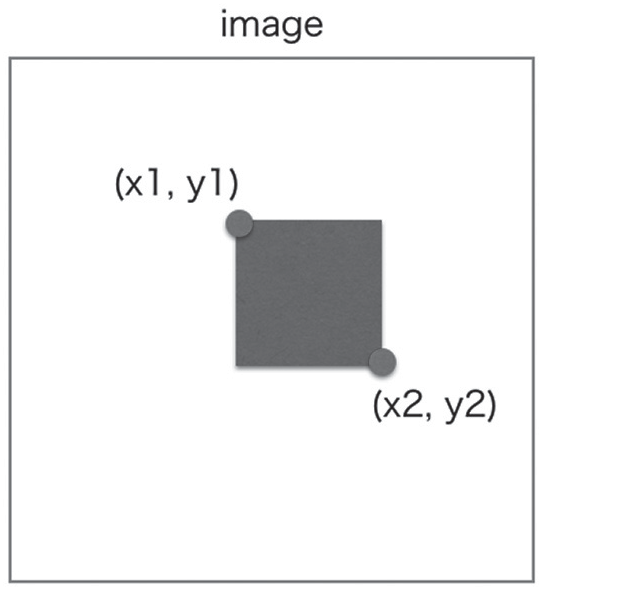 image
(x1, y1)
(x2, y2)